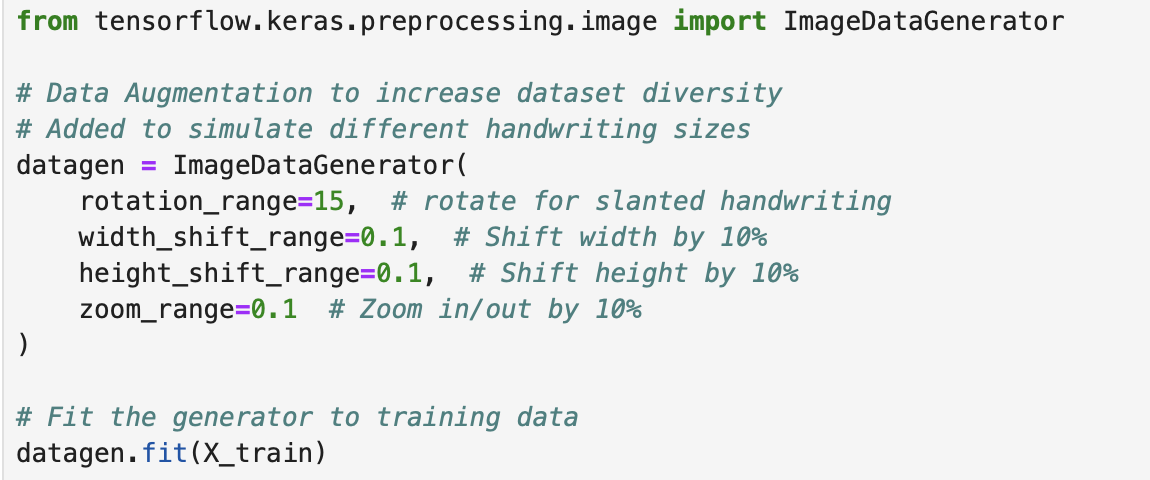 from tensorflow.keras.preprocessing.image import ImageDataGenerator
# Data Augmentation to increase dataset diversity
# Added to simulate different handwriting sizes
datagen = ImageDataGenerator(
    rotation_range=15,  # rotate for slanted handwriting
    width_shift_range=0.1,  # Shift width by 10%
    height_shift_range=0.1,  # Shift height by 10%
    zoom_range=0.1  # Zoom in/out by 10%
)
# Fit the generator to training data
datagen.fit(X_train)